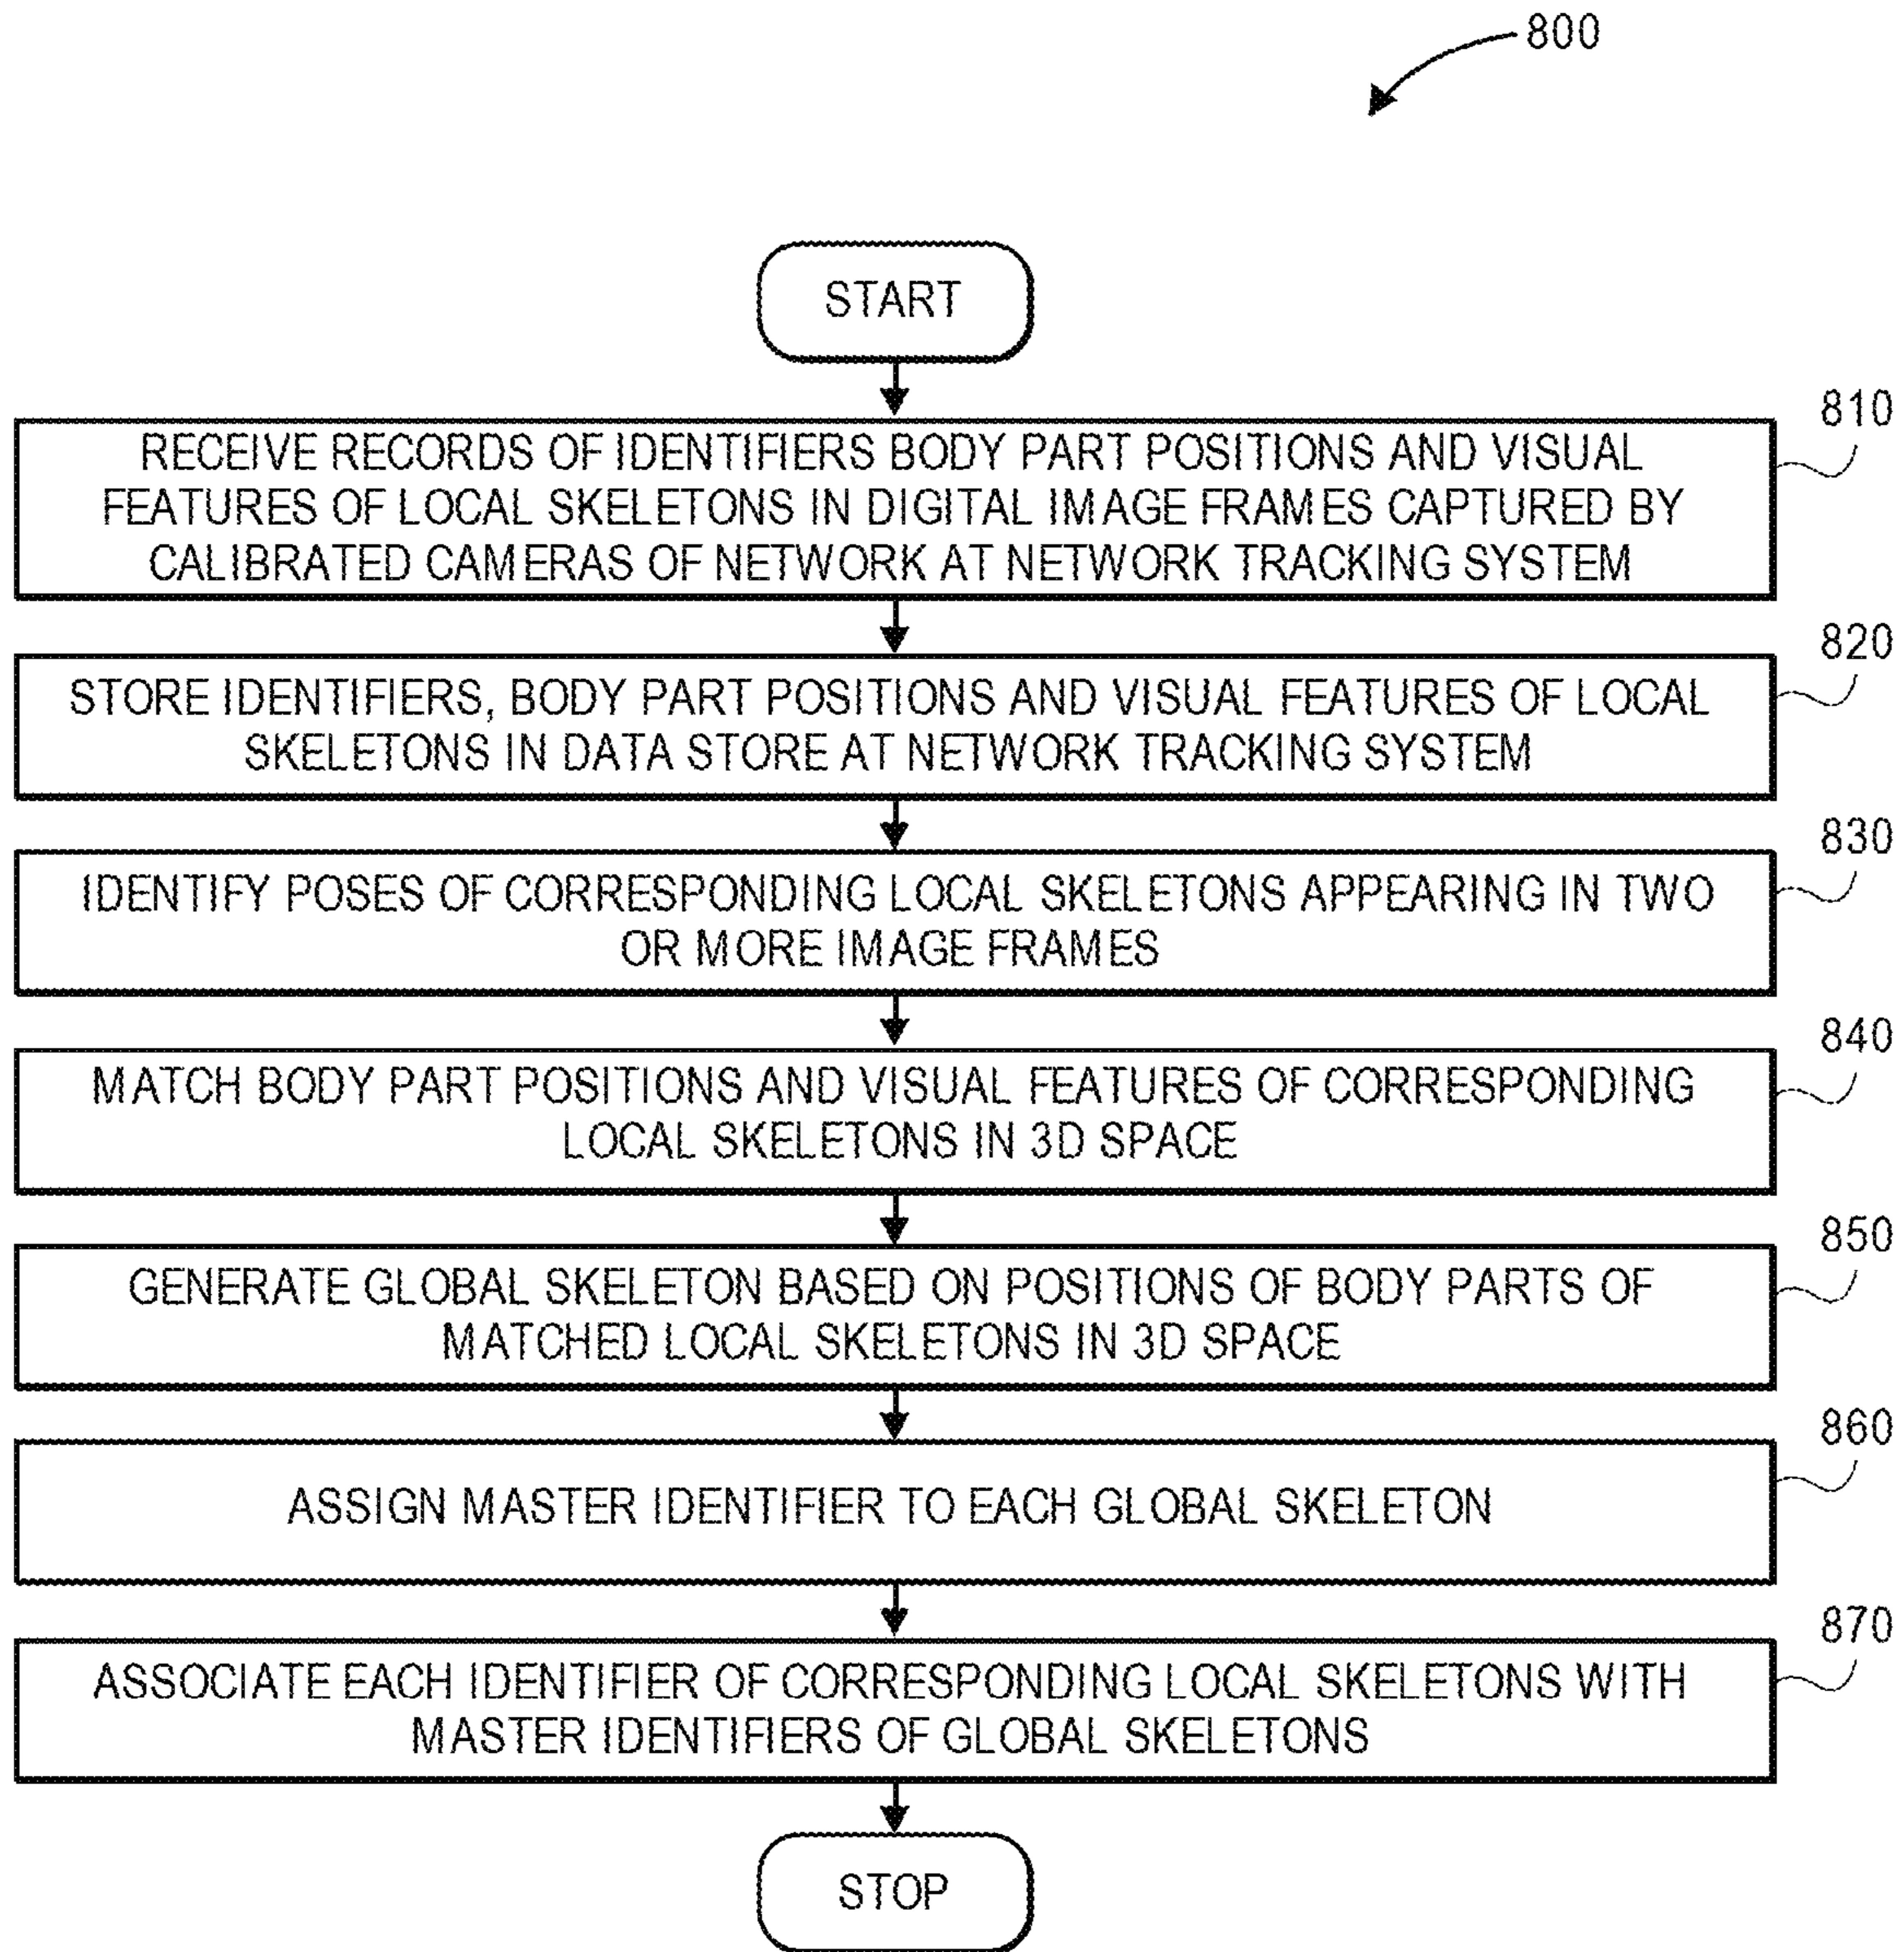 800
START
810
RECEIVE RECORDS OF IDENTIFIERS BODY PART POSITIONS AND VISUAL
FEATURES OF LOCAL SKELETONS IN DIGITAL IMAGE FRAMES CAPTURED BY
CALIBRATED CAMERAS OF NETWORK AT NETWORK TRACKING SYSTEM
820
STORE IDENTIFIERS, BODY PART POSITIONS AND VISUAL FEATURES OF LOCAL
SKELETONS IN DATA STORE AT NETWORK TRACKING SYSTEM
830
IDENTIFY POSES OF CORRESPONDING LOCAL SKELETONS APPEARING IN TWO
OR MORE IMAGE FRAMES
840
MATCH BODY PART POSITIONS AND VISUAL FEATURES OF CORRESPONDING
LOCAL SKELETONS IN 3D SPACE
850
GENERATE GLOBAL SKELETON BASED ON POSITIONS OF BODY PARTS OF
MATCHED LOCAL SKELETONS IN 3D SPACE
860
ASSIGN MASTER IDENTIFIER TO EACH GLOBAL SKELETON
870
ASSOCIATE EACH IDENTIFIER OF CORRESPONDING LOCAL SKELETONS WITH
MASTER IDENTIFIERS OF GLOBAL SKELETONS
STOP